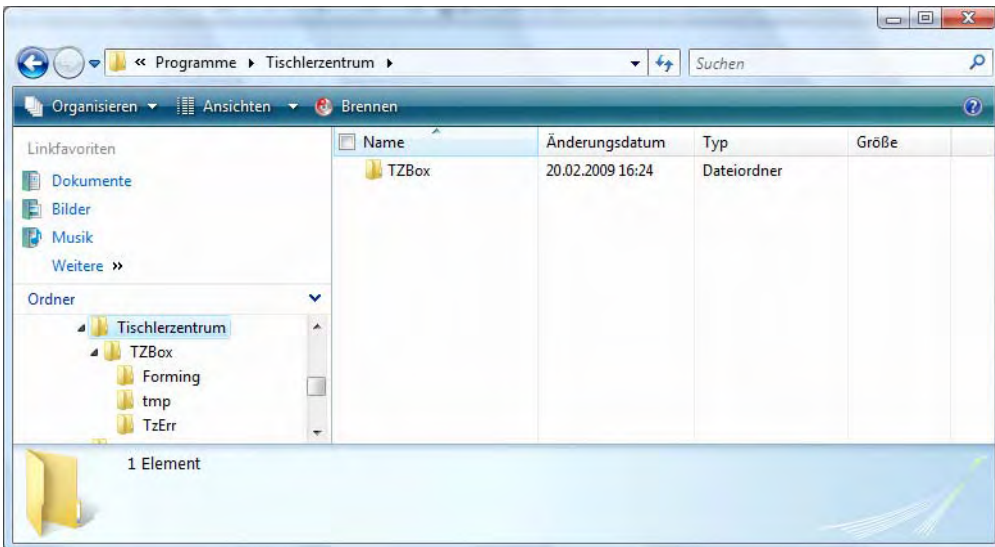 « Programme Tischlerzentrum
Suchen
Organisieren Ansichten Brennen
Linkfavoriten
Dokumente
Bilder
Musik
Weitere »
Ordner
Tischlerzentrum
TZBox
Forming
tmp
TzErr
Name Änderungsdatum Typ Größe
TZBox 20.02.2009 16:24 Dateiordner
1 Element